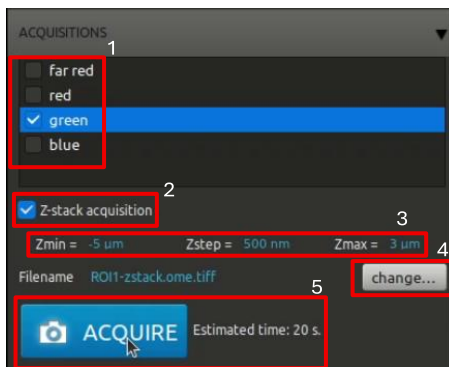 ACQUISITIONS
1
far red
red
green
blue
2
Z-stack acquisition
3
Zmin = -5 µm Zstep = 500 nm Zmax = 3 µm
4
Filename ROI1-zstack.ome.tiff change...
5
ACQUIRE Estimated time: 20 s.